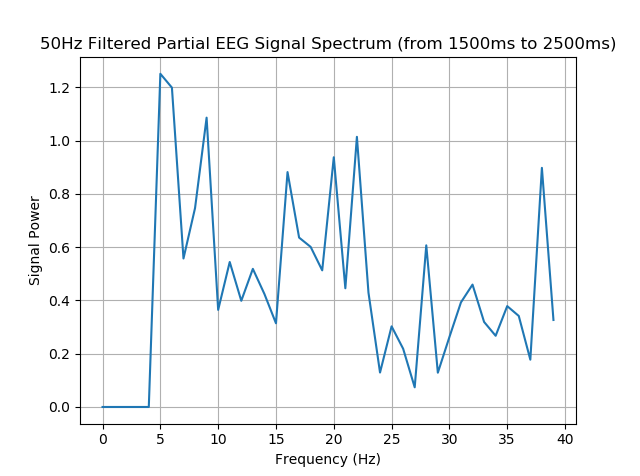 50Hz Filtered Partial EEG Signal Spectrum (from 1500ms to 2500ms)
1.2
1.0
0.8
0.6
0.4
0.2
0.0
Signal Power
0 5 10 15 20 25 30 35 40
Frequency (Hz)